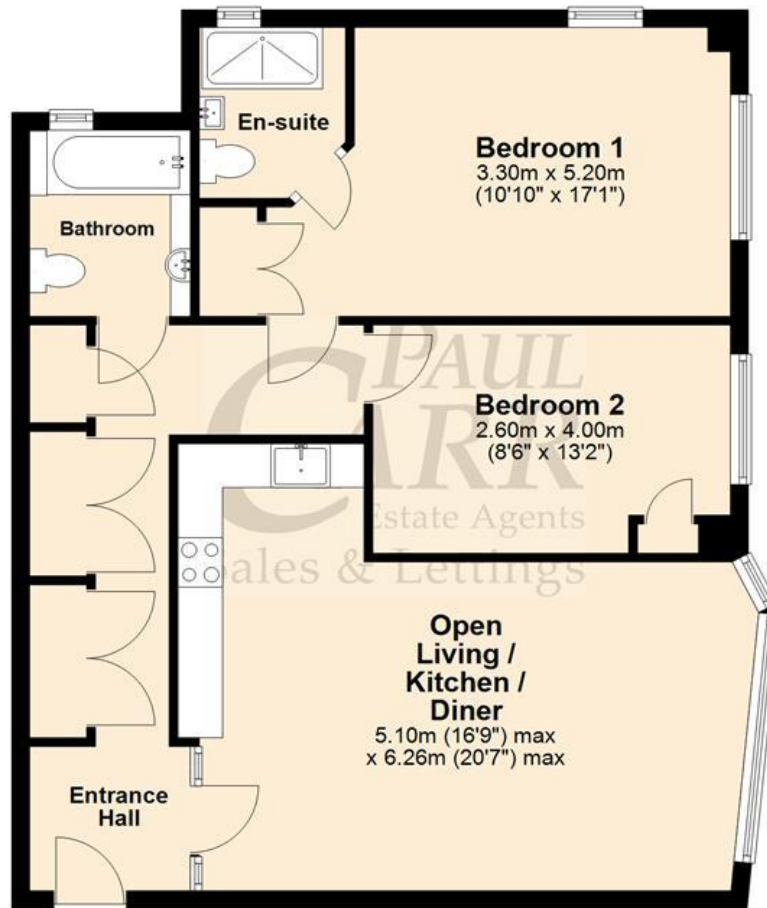 En-suite
Bedroom 1
3.30m x 5.20m
(10'10" x 17'1")
Bathroom
PAUL
CARR
Estate Agents
Sales & Lettings
Bedroom 2
2.60m x 4.00m
(8'6" x 13'2")
Open
Living /
Kitchen /
Diner
5.10m (16'9") max
x 6.26m (20'7") max
Entrance
Hall